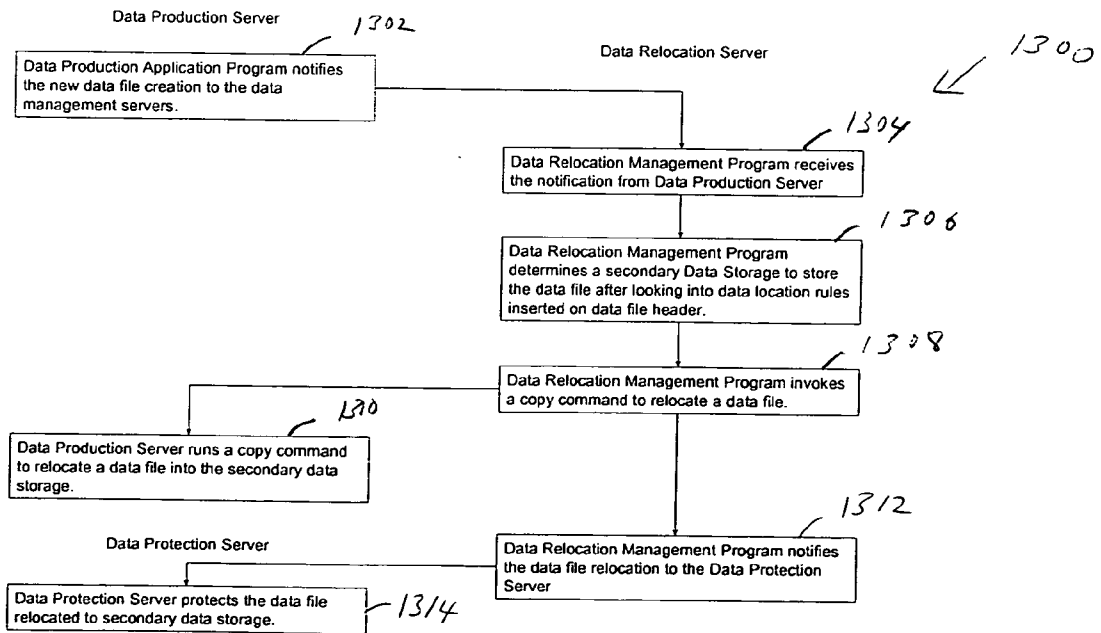 Data Production Server
1302
Data Relocation Server
1300
Data Production Application Program notifies
the new data file creation to the data
management servers.
1304
Data Relocation Management Program receives
the notification from Data Production Server
1306
Data Relocation Management Program
determines a secondary Data Storage to store
the data file after looking into data location rules
inserted on data file header.
1308
Data Relocation Management Program invokes
a copy command to relocate a data file.
1310
Data Production Server runs a copy command
to relocate a data file into the secondary data
storage.
1312
Data Protection Server
Data Relocation Management Program notifies
the data file relocation to the Data Protection
Server
Data Protection Server protects the data file
relocated to secondary data storage.
1314